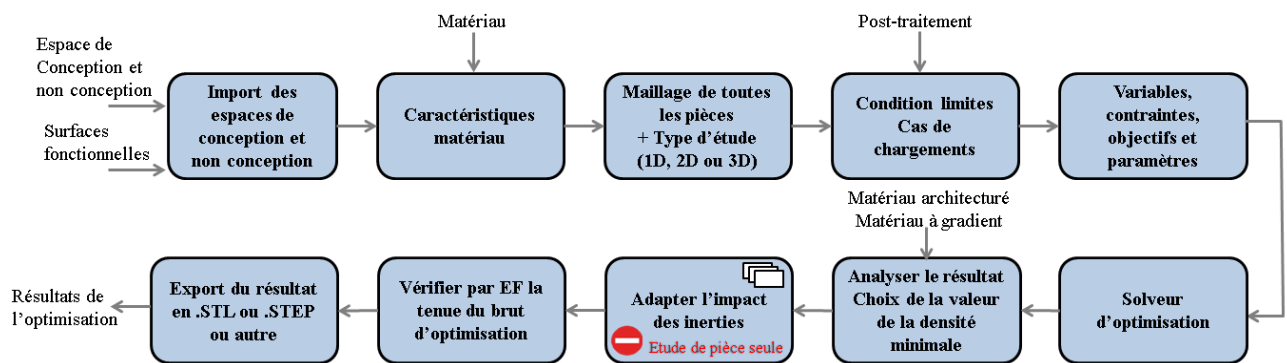 Matériau
Post-traitement
Espace de
Conception et
non conception
Surfaces
fonctionnelles
Import des
espaces de
conception et
non conception
Caractéristiques
matériau
Maillage de toutes
les pièces
+ Type d'étude
(1D, 2D ou 3D)
Condition limites
Cas de
chargements
Variables,
contraintes,
objectifs et
paramètres
Matériau architecturé
Matériau à gradient
Résultats de
l'optimisation
Export du résultat
en .STL ou .STEP
ou autre
Vérifier par EF la
tenue du brut
d'optimisation
Adapter l'impact
des inerties
Etude de pièce seule
Analyser le résultat
Choix de la valeur
de la densité
minimale
Solveur
d'optimisation